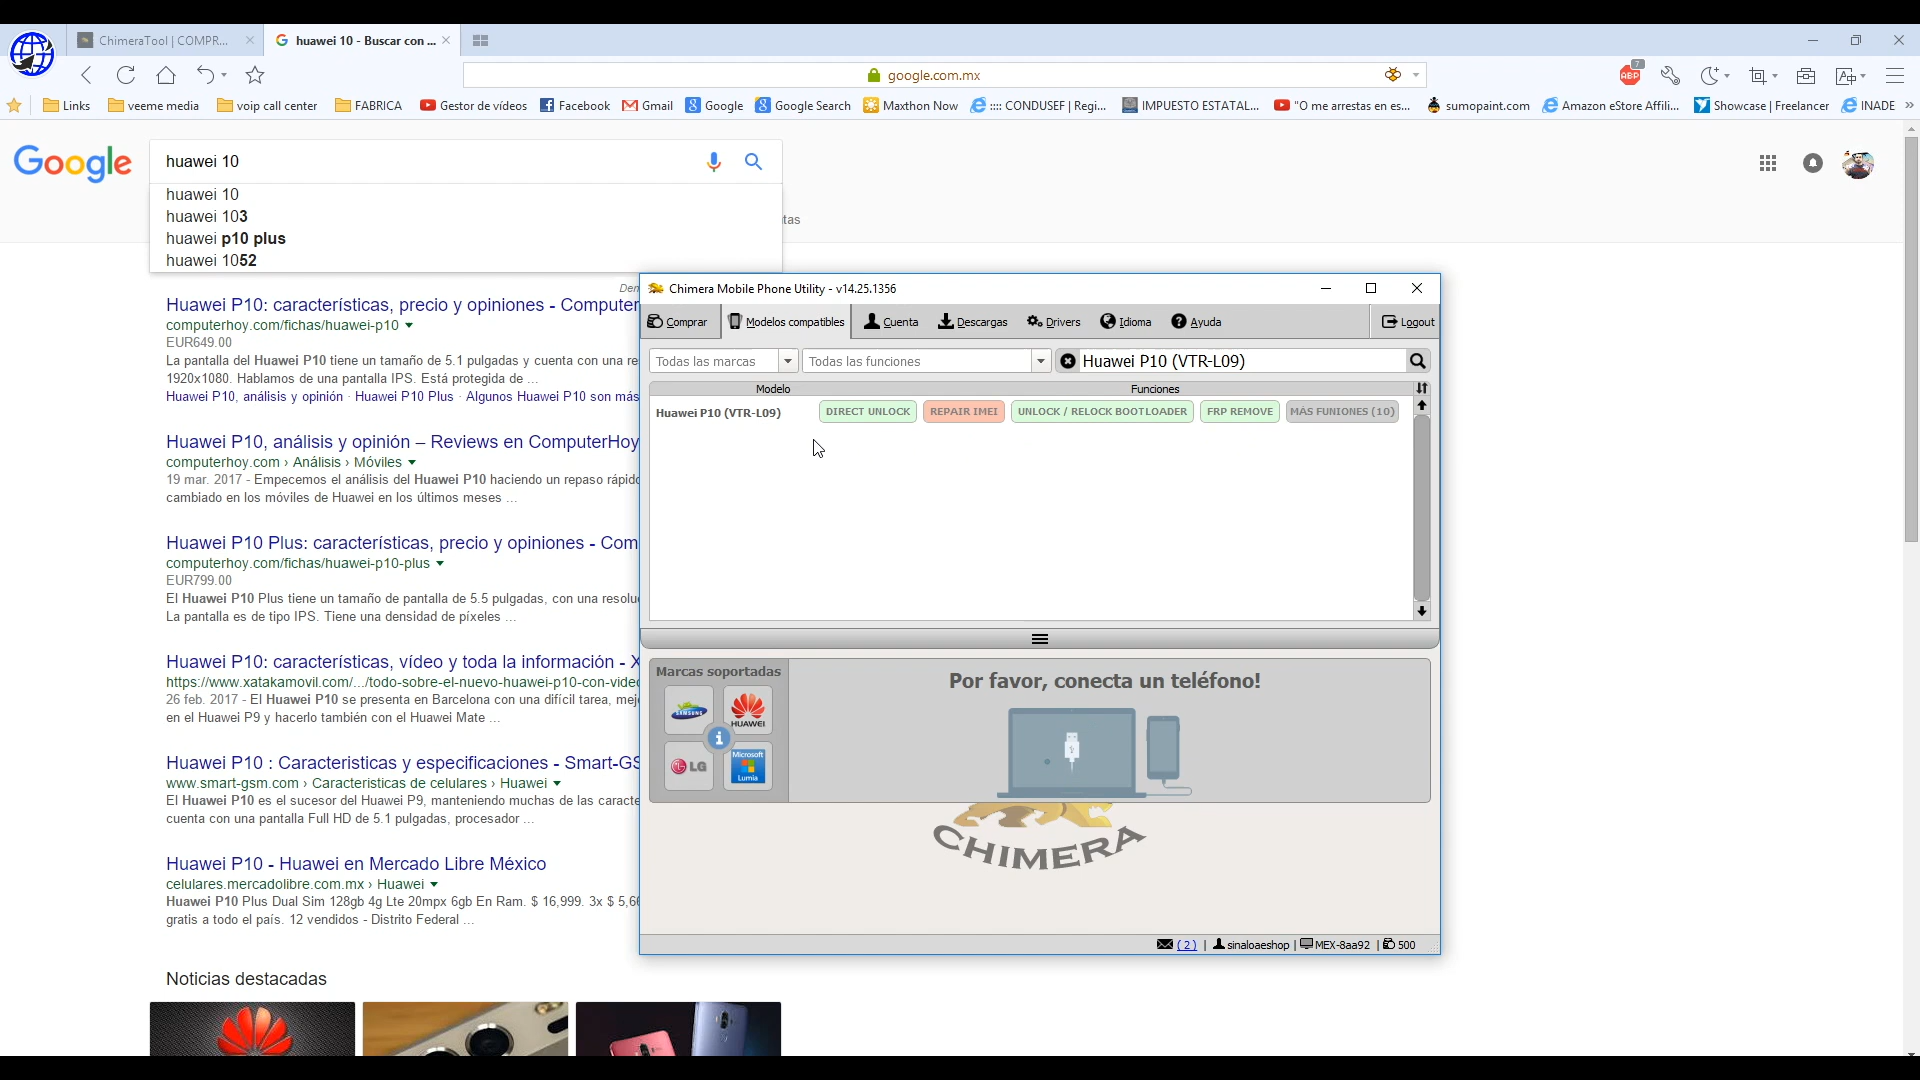 ChimeraTool | COMPR...
huawei 10 - Buscar con ...
google.com.mx
7
ABP
Links
veeme media
voip call center
FABRICA
Gestor de vídeos
Facebook
Gmail
Google
Google Search
Maxthon Now
:::: CONDUSEF | Regi...
IMPUESTO ESTATAL...
"O me arrestas en es...
sumopaint.com
Amazon eStore Affili...
Showcase | Freelancer
INADE
Google
huawei 10
huawei 10
huawei 103
huawei p10 plus
huawei 1052
tas
Huawei P10: características, precio y opiniones - Computer
computerhoy.com/fichas/huawei-p10
EUR649.00
La pantalla del Huawei P10 tiene un tamaño de 5.1 pulgadas y cuenta con una re
1920x1080. Hablamos de una pantalla IPS. Está protegida de ...
Huawei P10, análisis y opinión · Huawei P10 Plus · Algunos Huawei P10 son más
Huawei P10, análisis y opinión – Reviews en ComputerHoy
computerhoy.com › Análisis › Móviles
19 mar. 2017 - Empecemos el análisis del Huawei P10 haciendo un repaso rápido
cambiado en los móviles de Huawei en los últimos meses ...
Huawei P10 Plus: características, precio y opiniones - Com
computerhoy.com/fichas/huawei-p10-plus
EUR799.00
El Huawei P10 Plus tiene un tamaño de pantalla de 5.5 pulgadas, con una resolu
La pantalla es de tipo IPS. Tiene una densidad de píxeles ...
Huawei P10: características, vídeo y toda la información - X
https://www.xatakamovil.com/.../todo-sobre-el-nuevo-huawei-p10-con-vide
26 feb. 2017 - El Huawei P10 se presenta en Barcelona con una difícil tarea, mej
en el Huawei P9 y hacerlo también con el Huawei Mate ...
Huawei P10 : Caracteristicas y especificaciones - Smart-GS
www.smart-gsm.com › Caracteristicas de celulares › Huawei
El Huawei P10 es el sucesor del Huawei P9, manteniendo muchas de las caracte
cuenta con una pantalla Full HD de 5.1 pulgadas, procesador ...
Huawei P10 - Huawei en Mercado Libre México
celulares.mercadolibre.com.mx › Huawei
Huawei P10 Plus Dual Sim 128gb 4g Lte 20mpx 6gb En Ram. $ 16,999. 3x $ 5,66
gratis a todo el país. 12 vendidos - Distrito Federal ...
Noticias destacadas
Chimera Mobile Phone Utility - v14.25.1356
Comprar
Modelos compatibles
Cuenta
Descargas
Drivers
Idioma
Ayuda
Logout
Todas las marcas
Todas las funciones
Huawei P10 (VTR-L09)
Modelo
Funciones
Huawei P10 (VTR-L09)
DIRECT UNLOCK
REPAIR IMEI
UNLOCK / RELOCK BOOTLOADER
FRP REMOVE
MÁS FUNIONES (10)
Marcas soportadas
SAMSUNG
HUAWEI
LG
Microsoft
Lumia
Por favor, conecta un teléfono!
CHIMERA
(2) | sinaloaeshop | MEX-8aa92 | 500